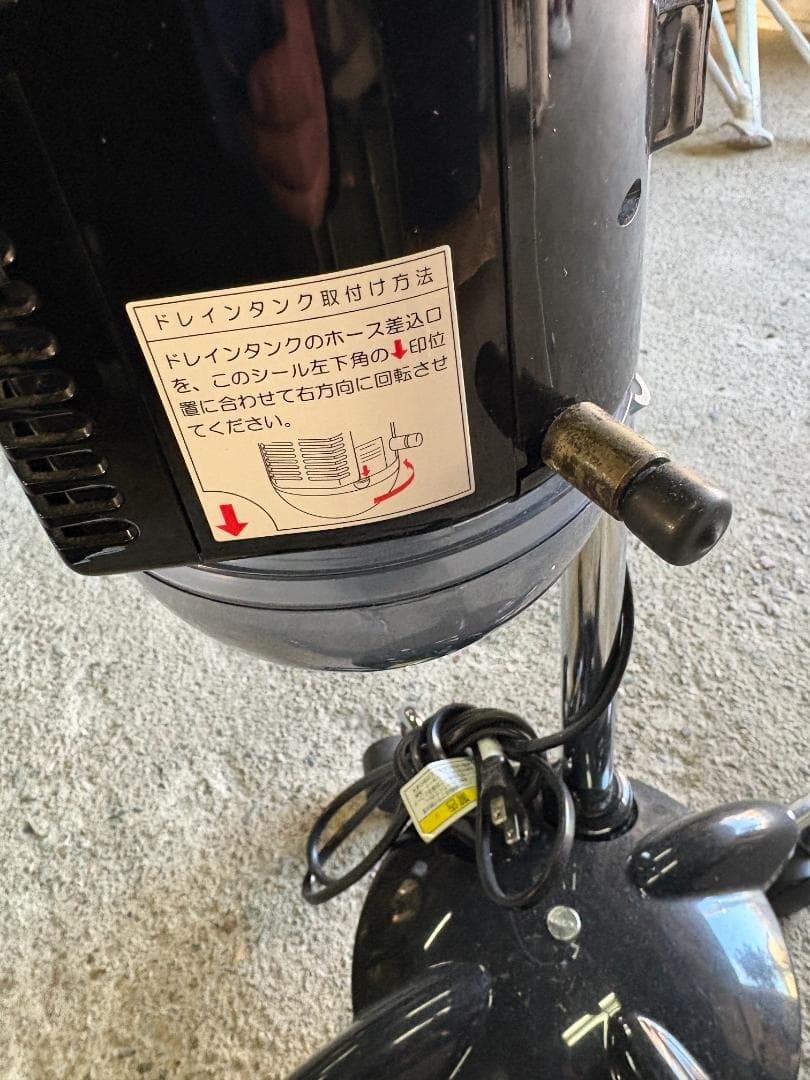 ドレインタンク取付け方法
ドレインタンクのホース差込口
を、このシール左下角の⬇印位
置に合わせて右方向に回転させ
てください。